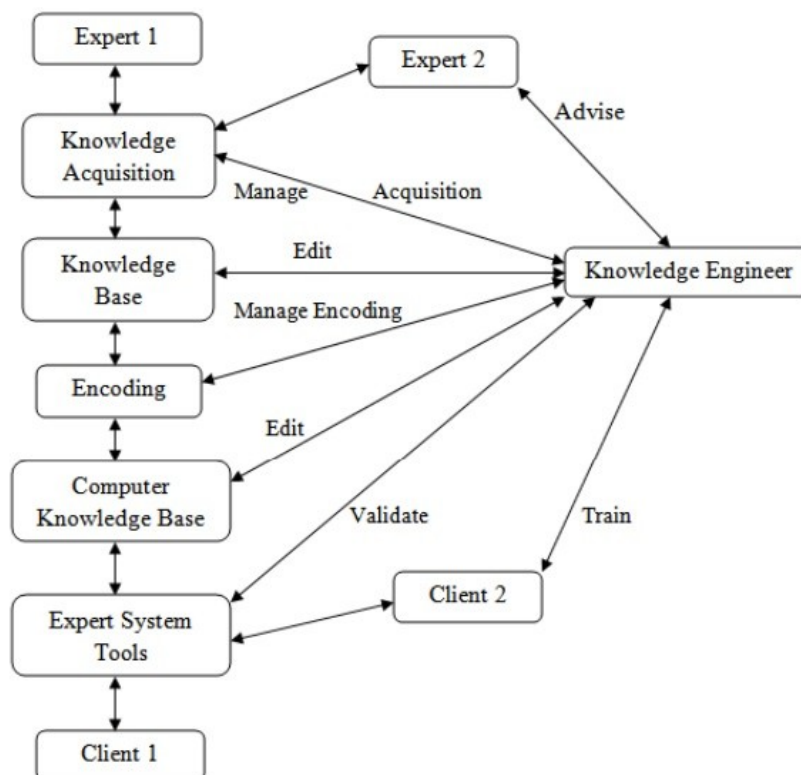 Expert 1
Expert 2
Advise
Knowledge
Acquisition
Manage Acquisition
Edit
Knowledge
Base
Knowledge Engineer
Manage Encoding
Encoding
Edit
Computer
Knowledge Base
Validate
Train
Client 2
Expert System
Tools
Client 1